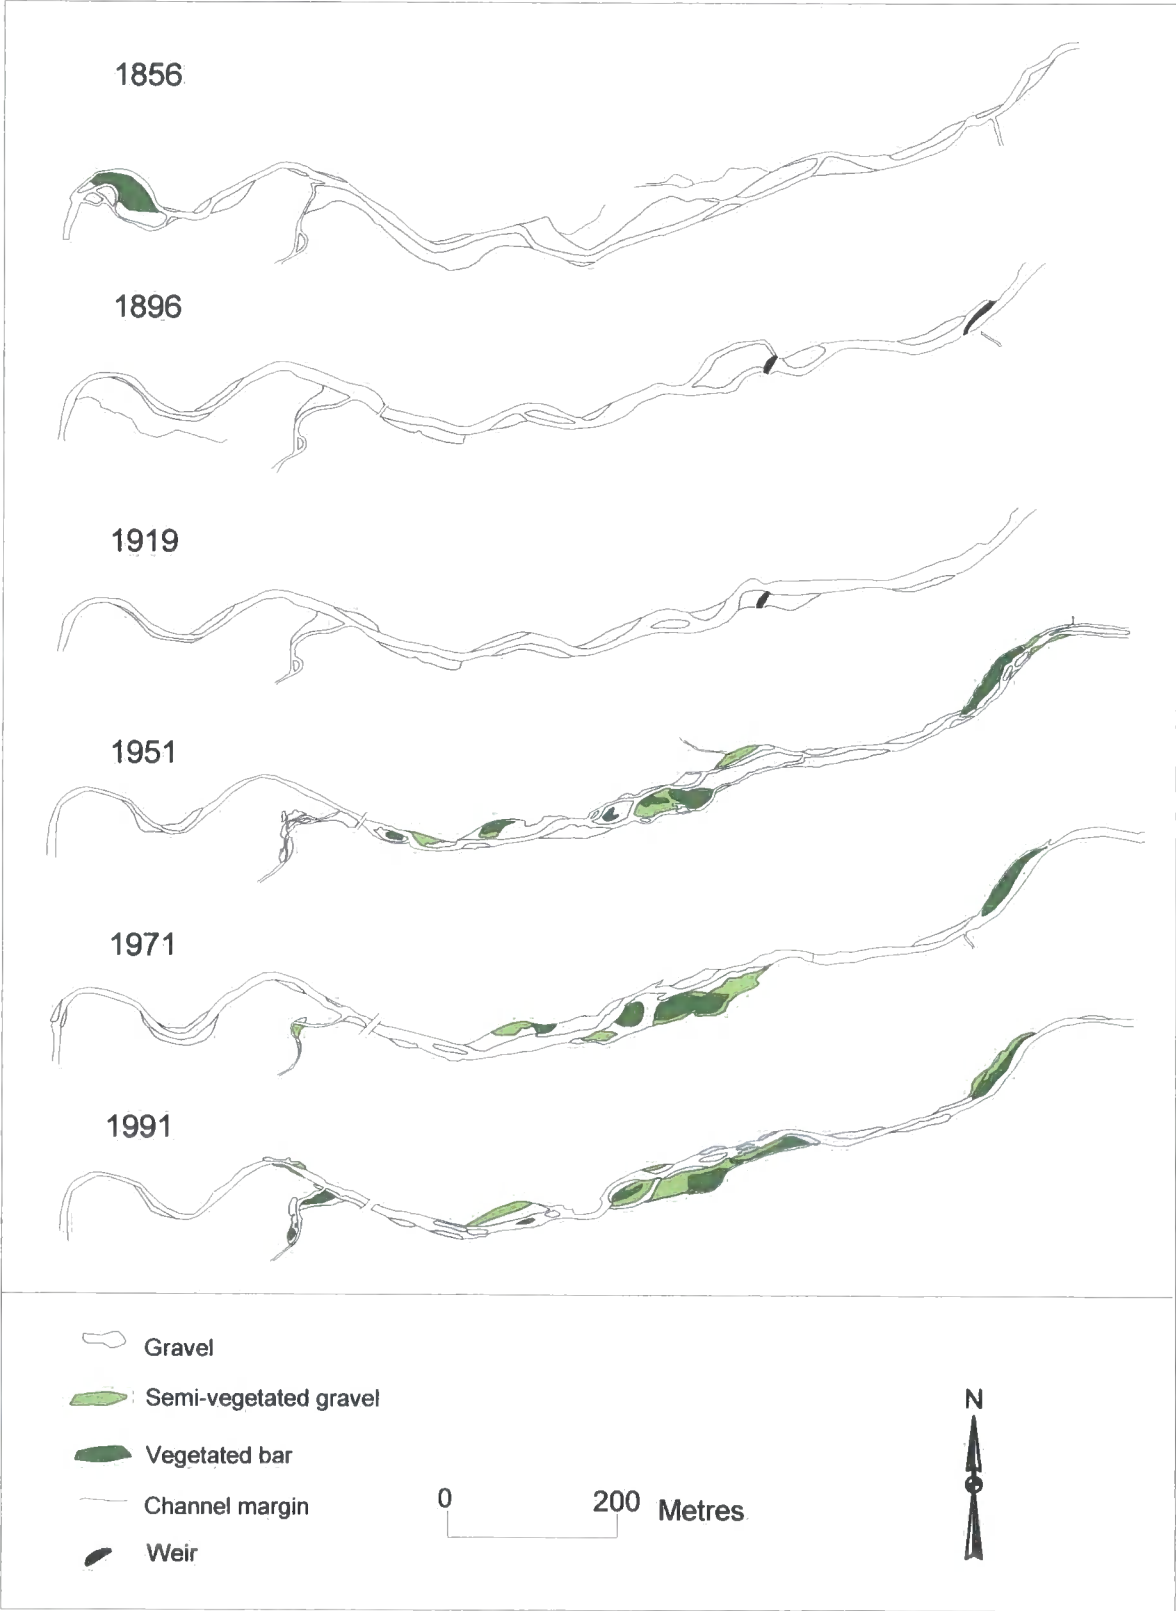 1856
1896
1919
1951
1971
1991
Gravel
Semi-vegetated gravel
Vegetated bar
Channel margin
Weir
0 200 Metres
N